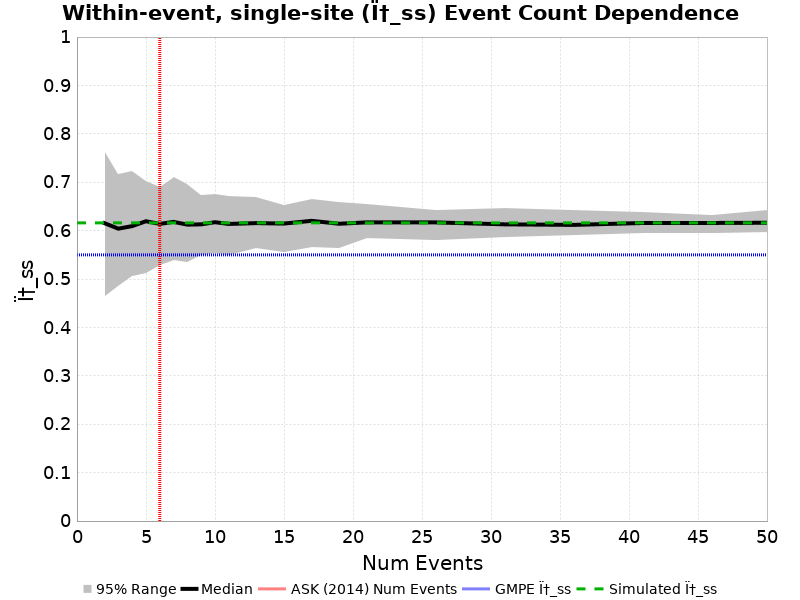 Within-event, single-site (Ï†_ss) Event Count Dependence
1
0.9
0.8
0.7
0.6
0.5
0.4
0.3
0.2
0.1
0
Ï†_ss
0 5 10 15 20 25 30 35 40 45 50
Num Events
95% Range Median ASK (2014) Num Events GMPE Ï†_ss Simulated Ï†_ss